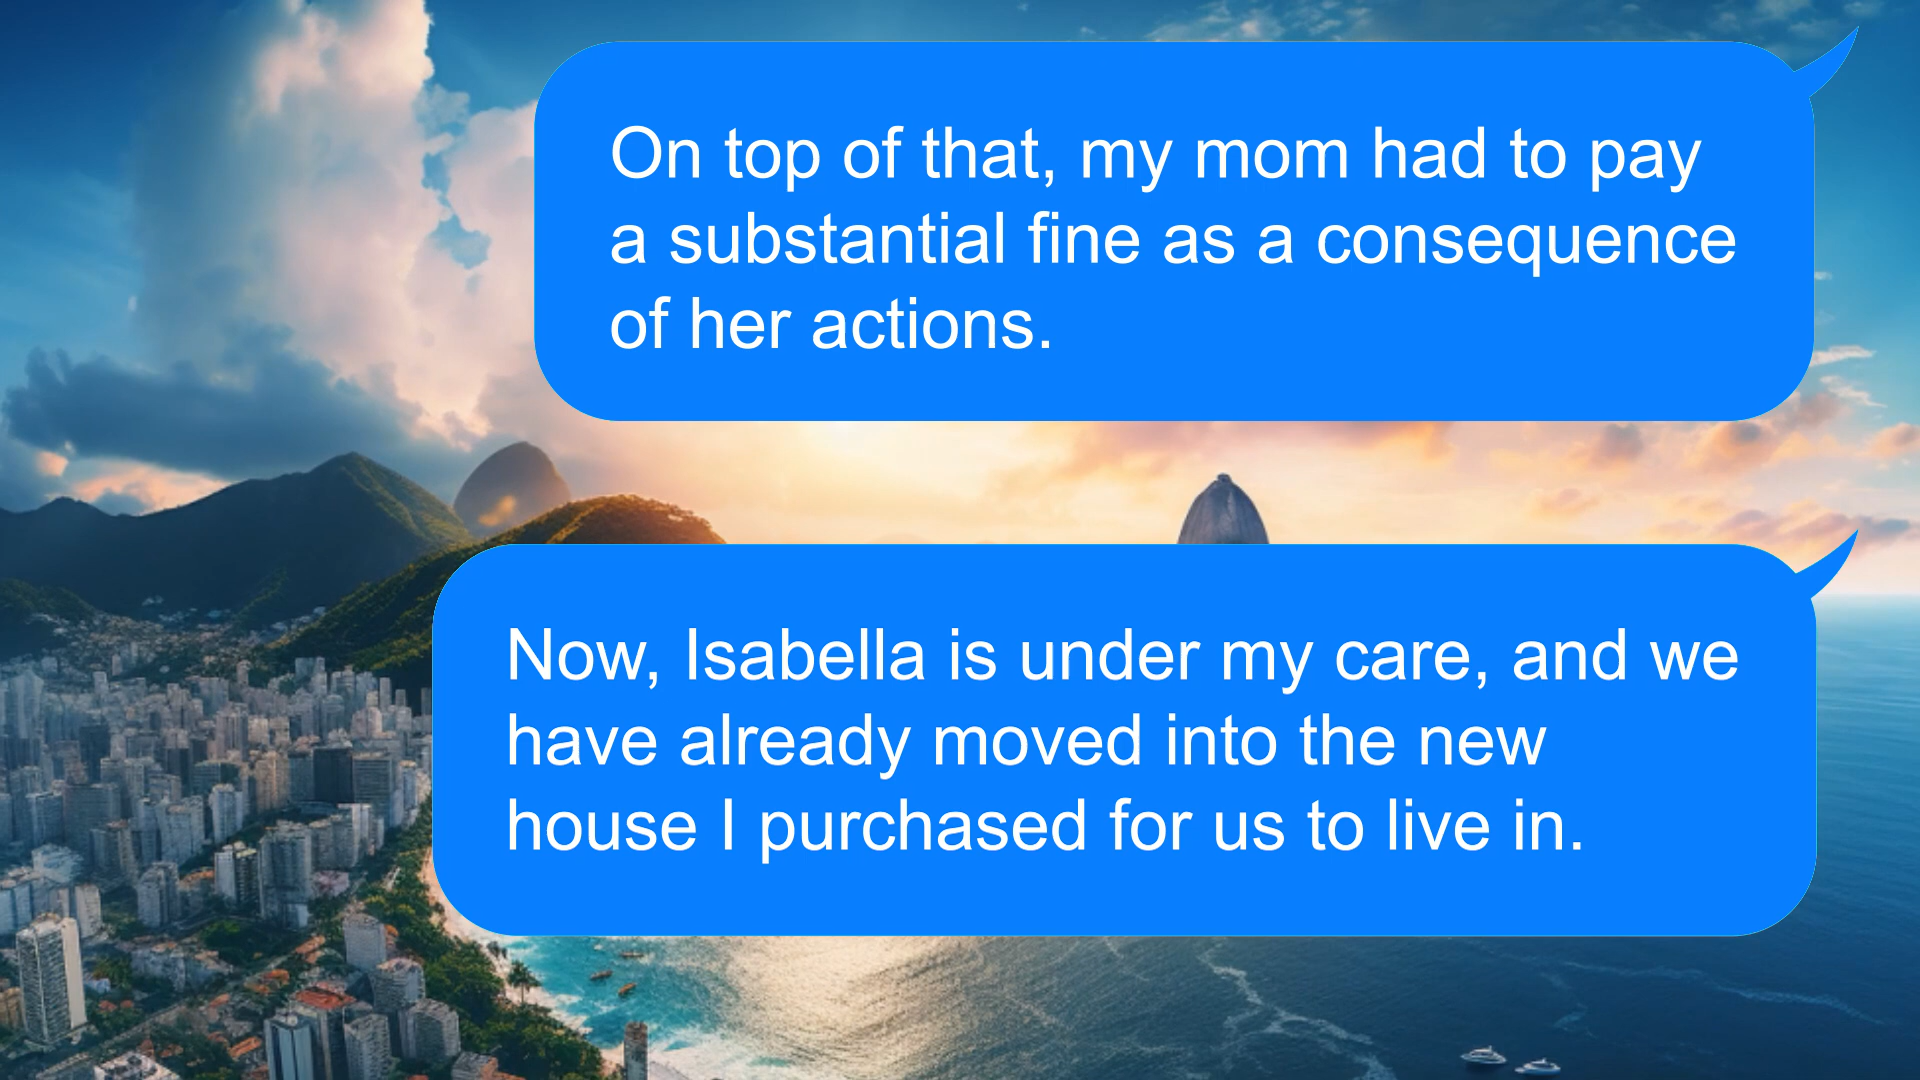 On top of that, my mom had to pay
a substantial fine as a consequence
of her actions.
Now, Isabella is under my care, and we
have already moved into the new
house I purchased for us to live in.